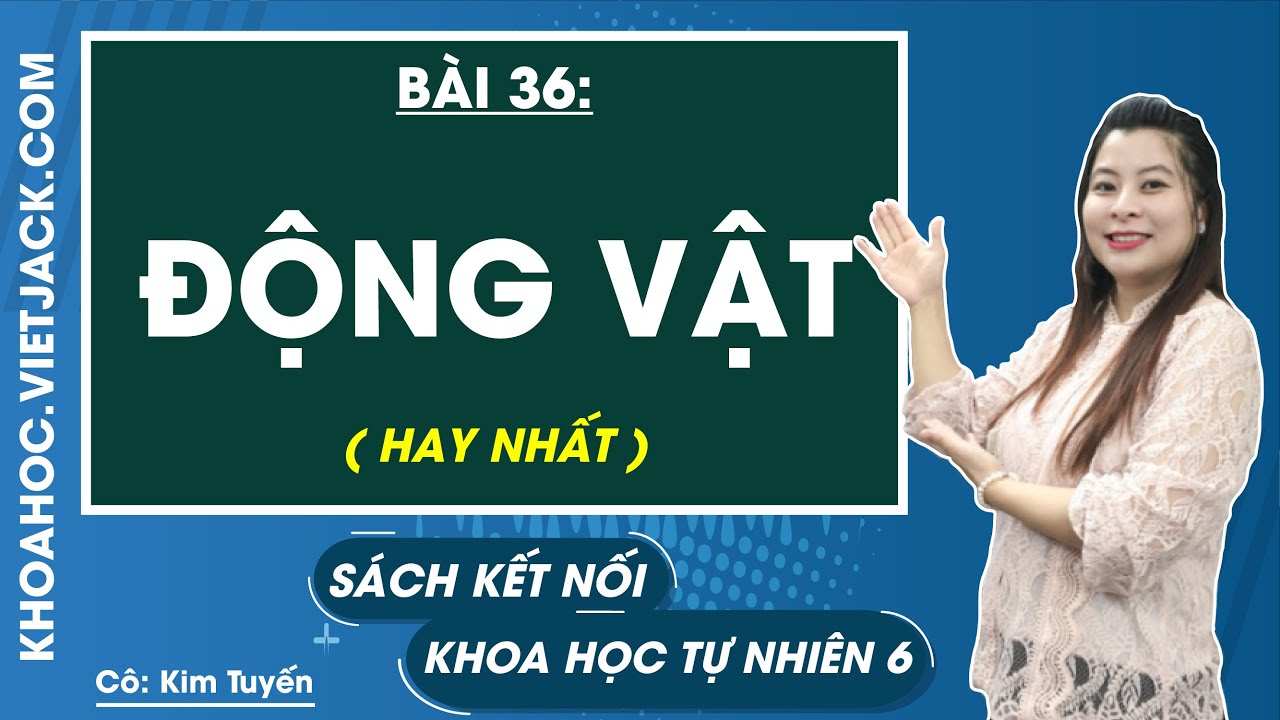 KHOAHOC.VIETJACK.COM
BÀI 36:
ĐỘNG VẬT
( HAY NHẤT )
SÁCH KẾT NỐI
KHOA HỌC TỰ NHIÊN 6
Cô: Kim Tuyến